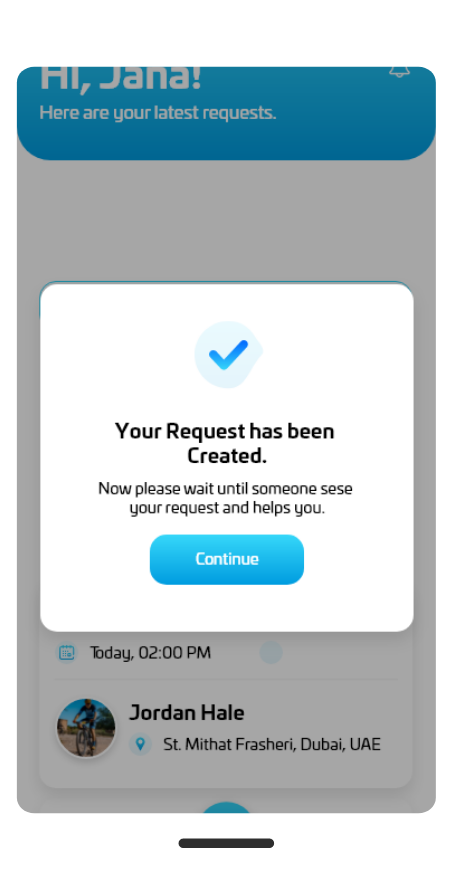 Hi, Jana!
Here are your latest requests.
Your Request has been
Created.
Now please wait until someone sese
your request and helps you.
Continue
Today, 02:00 PM
Jordan Hale
St. Mithat Frasheri, Dubai, UAE